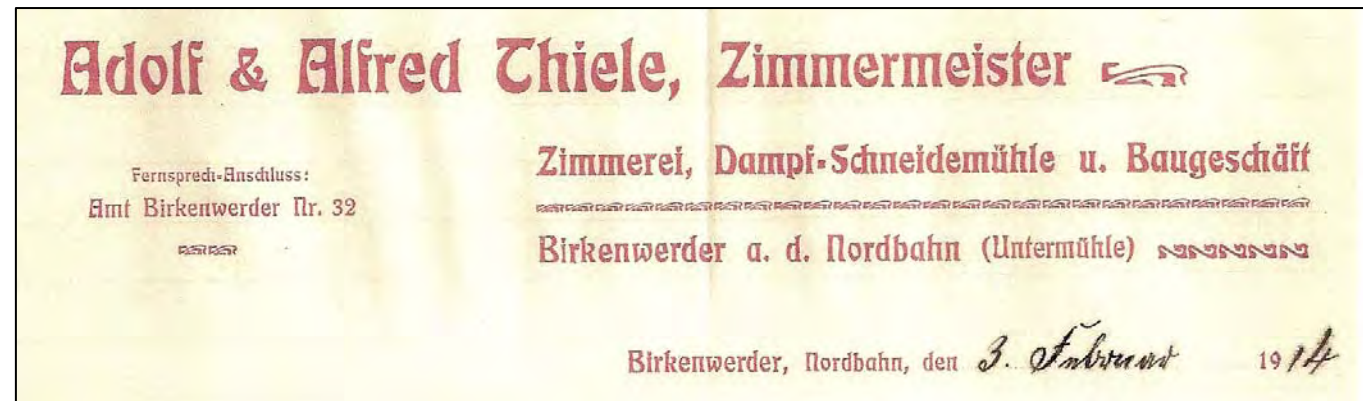 Adolf & Alfred Thiele, Zimmermeister
Zimmerei, Dampf-Schneidemühle u. Baugeschäft
Fernsprech-Anschluss:
Amt Birkenwerder Nr. 32
Birkenwerder a. d. Nordbahn (Untermühle)
Birkenwerder, Nordbahn, den 3. Februar 1914